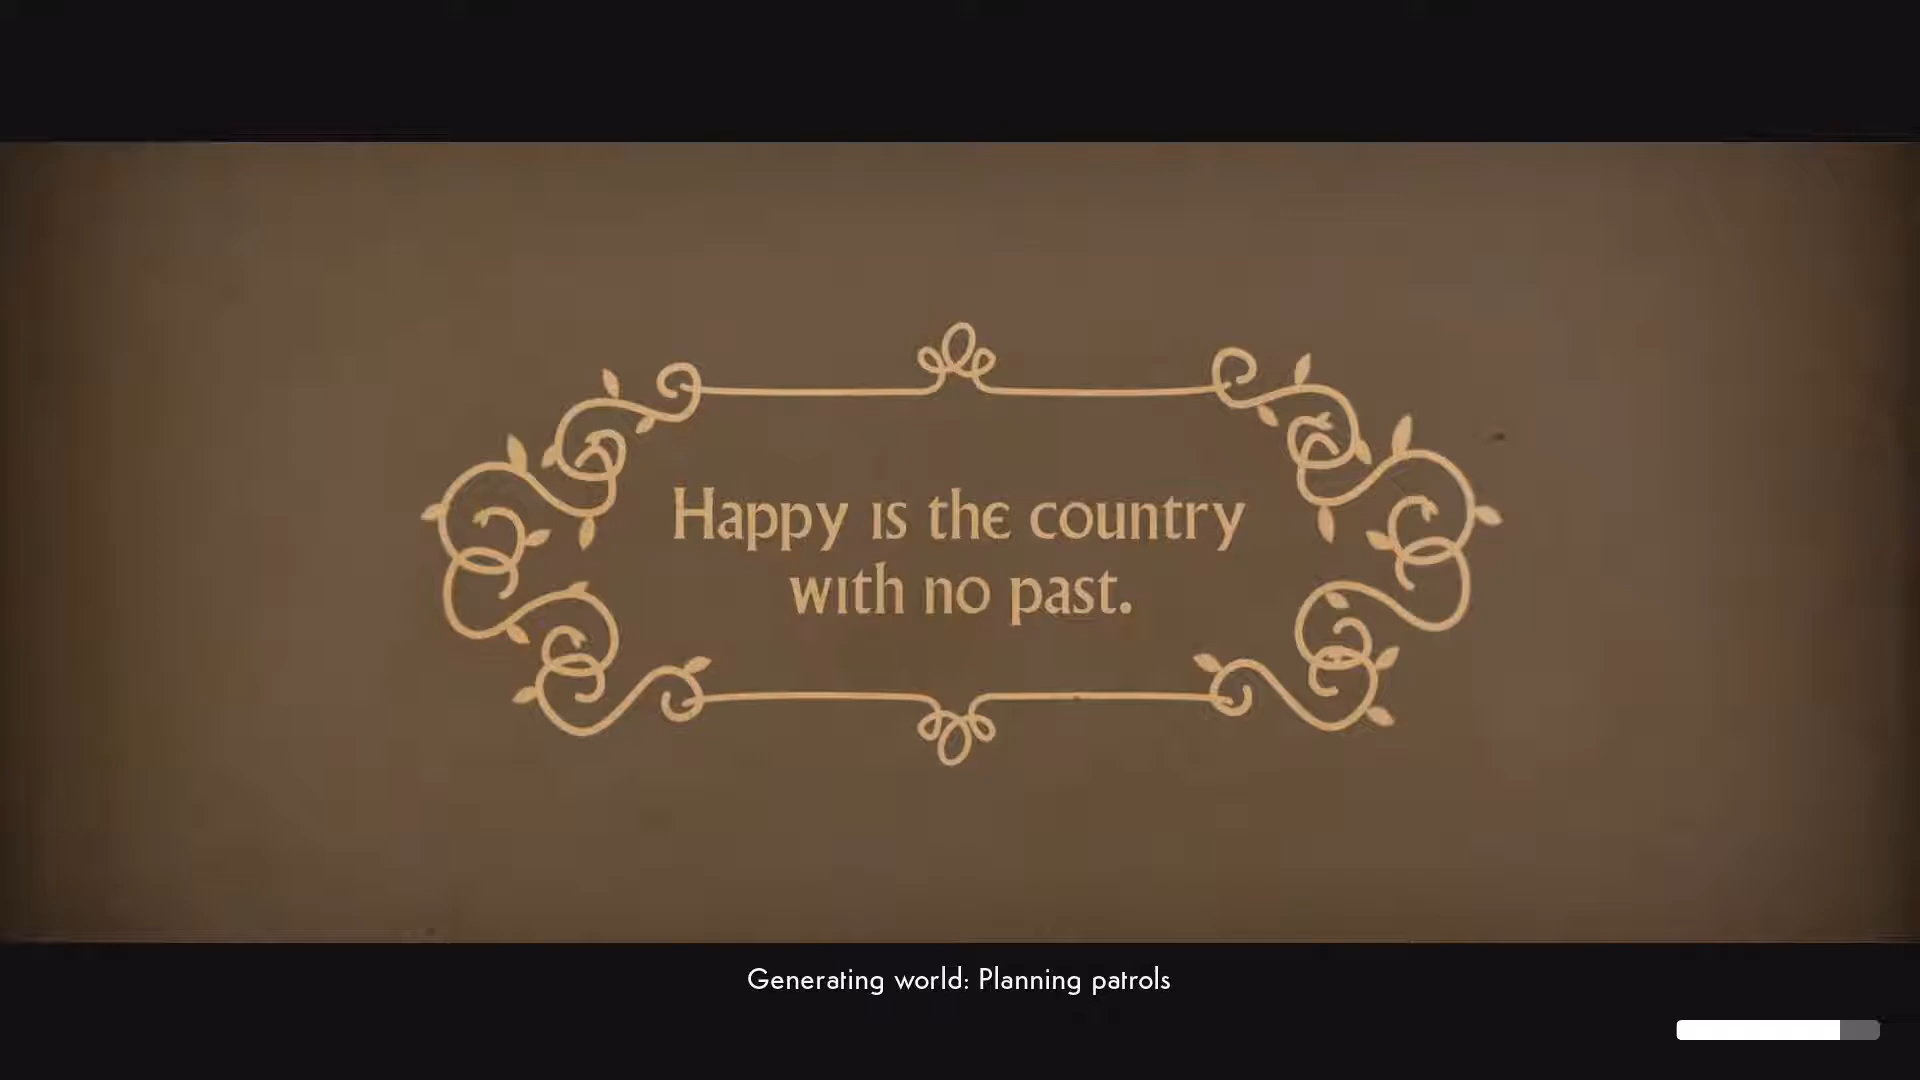 Happy is the country
with no past.
Generating world: Planning patrols